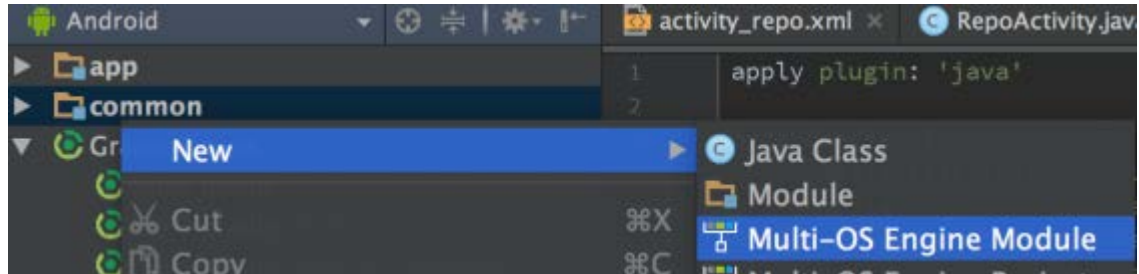 Android
activity_repo.xml
RepoActivity.jav
app
1
apply plugin: 'java'
common
2
Gr
New
Java Class
Module
Cut
⌘X
Multi-OS Engine Module
Copy
⌘C